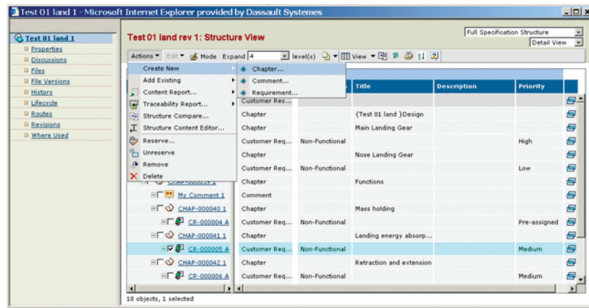 Test 01 land 1 - Microsoft Internet Explorer provided by Dassault Systemes
Test 01 land 1
Properties
Discussions
Files
File Versions
History
Lifecycle
Routes
Revisions
Where Used
Test 01 land rev 1: Structure View
Full Specification Structure
Detail View
Actions Edit Mode Expand 4 level(s) View
Create New
Add Existing
Content Report...
Traceability Report...
Structure Compare...
Structure Content Editor...
Reserve...
Unreserve
Remove
Delete
Chapter...
Comment...
Requirement...
Title Description Priority
Customer Res...
Chapter {Test 01 land }Design
Chapter Main Landing Gear
Customer Req... Non-Functional High
Chapter Nose Landing Gear
Customer Req... Non-Functional Low
CHAP-000039 1 Chapter Functions
My Comment 1 Comment
CHAP-000040 1 Chapter Mass holding
CR-000004 A Customer Req... Non-Functional Pre-assigned
CHAP-000041 1 Chapter Landing energy absorp...
CR-000005 A Customer Req... Non-Functional Medium
CHAP-000042 1 Chapter Retraction and extension
CR-000006 A Customer Req... Non-Functional Medium
18 objects, 1 selected